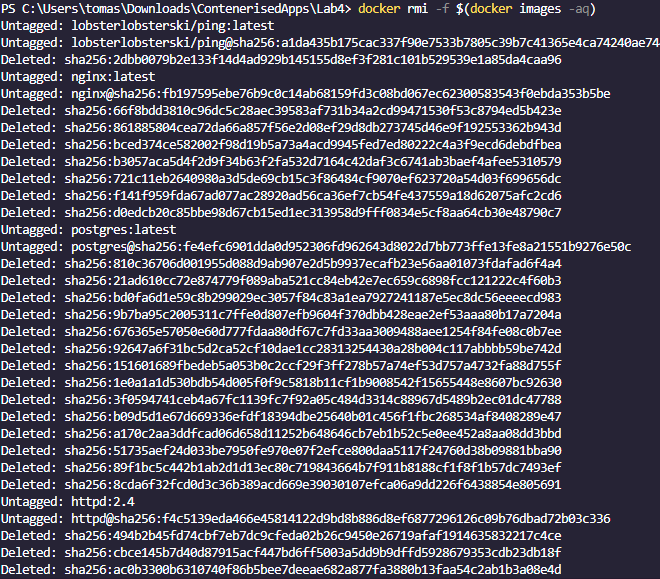 PS C:\Users\tomas\Downloads\ContenerisedApps\Lab4> docker rmi -f $(docker images -aq)
Untagged: lobsterlobsterski/ping:latest
Untagged: lobsterlobsterski/ping@sha256:a1da435b175cac337f90e7533b7805c39b7c41365e4ca74240ae74
Deleted: sha256:2dbb0079b2e133f14d4ad929b145155d8ef3f281c101b529539e1a85da4caa96
Untagged: nginx:latest
Untagged: nginx@sha256:fb197595ebe76b9c0c14ab68159fd3c08bd067ec62300583543f0ebda353b5be
Deleted: sha256:66f8bdd3810c96dc5c28aec39583af731b34a2cd99471530f53c8794ed5b423e
Deleted: sha256:861885804cea72da66a857f56e2d08ef29d8db273745d46e9f192553362b943d
Deleted: sha256:bced374ce582002f98d19b5a73a4acd9945fed7ed80222c4a3f9ecd6debdfbea
Deleted: sha256:b3057aca5d4f2d9f34b63f2fa532d7164c42daf3c6741ab3baef4afee5310579
Deleted: sha256:721c11eb2640980a3d5de69cb15c3f86484cf9070ef623720a54d03f699656dc
Deleted: sha256:f141f959fda67ad077ac28920ad56ca36ef7cb54fe437559a18d62075afc2cd6
Deleted: sha256:d0edcb20c85bbe98d67cb15ed1ec313958d9fff0834e5cf8aa64cb30e48790c7
Untagged: postgres:latest
Untagged: postgres@sha256:fe4efc6901dda0d952306fd962643d8022d7bb773ffe13fe8a21551b9276e50c
Deleted: sha256:810c36706d001955d088d9ab907e2d5b9937ecafb23e56aa01073fdafad6f4a4
Deleted: sha256:21ad610cc72e874779f089aba521cc84eb42e7ec659c6898fcc121222c4f60b3
Deleted: sha256:bd0fa6d1e59c8b299029ec3057f84c83a1ea7927241187e5ec8dc56eeeecd983
Deleted: sha256:9b7ba95c2005311c7ffe0d807efb9604f370dbb428eae2ef53aaa80b17a7204a
Deleted: sha256:676365e57050e60d777fdaa80df67c7fd33aa3009488aee1254f84fe08c0b7ee
Deleted: sha256:92647a6f31bc5d2ca52cf10dae1cc28313254430a28b004c117abbbb59be742d
Deleted: sha256:151601689fbedeb5a053b0c2ccf29f3ff278b57a74ef53d757a4732fa88d755f
Deleted: sha256:1e0a1a1d530bdb54d005f0f9c5818b11cf1b9008542f15655448e8607bc92630
Deleted: sha256:3f0594741ceb4a67fc1139fc7f92a05c484d3314c88967d5489b2ec01dc47788
Deleted: sha256:b09d5d1e67d669336efdf18394dbe25640b01c456f1fbc268534af8408289e47
Deleted: sha256:a170c2aa3ddfcad06d658d11252b648646cb7eb1b52c5e0ee452a8aa08dd3bbd
Deleted: sha256:51735aef24d033be7950fe970e07f2efce800daa5117f24760d38b09881bba90
Deleted: sha256:89f1bc5c442b1ab2d1d13ec80c719843664b7f911b8188cf1f8f1b57dc7493ef
Deleted: sha256:8cda6f32fcd0d3c36b389acd669e39030107efca06a9dd226f6438854e805691
Untagged: httpd:2.4
Untagged: httpd@sha256:f4c5139eda466e45814122d9bd8b886d8ef6877296126c09b76dbad72b03c336
Deleted: sha256:494b2b45fd74cbf7eb7dc9cfeda02b26c9450e26719afaf1914635832217c4ce
Deleted: sha256:cbce145b7d40d87915acf447bd6ff5003a5dd9b9dffd5928679353cdb23db18f
Deleted: sha256:ac0b3300b6310740f86b5bee7deeae682a877fa3880b13faa54c2ab1b3a08e4d